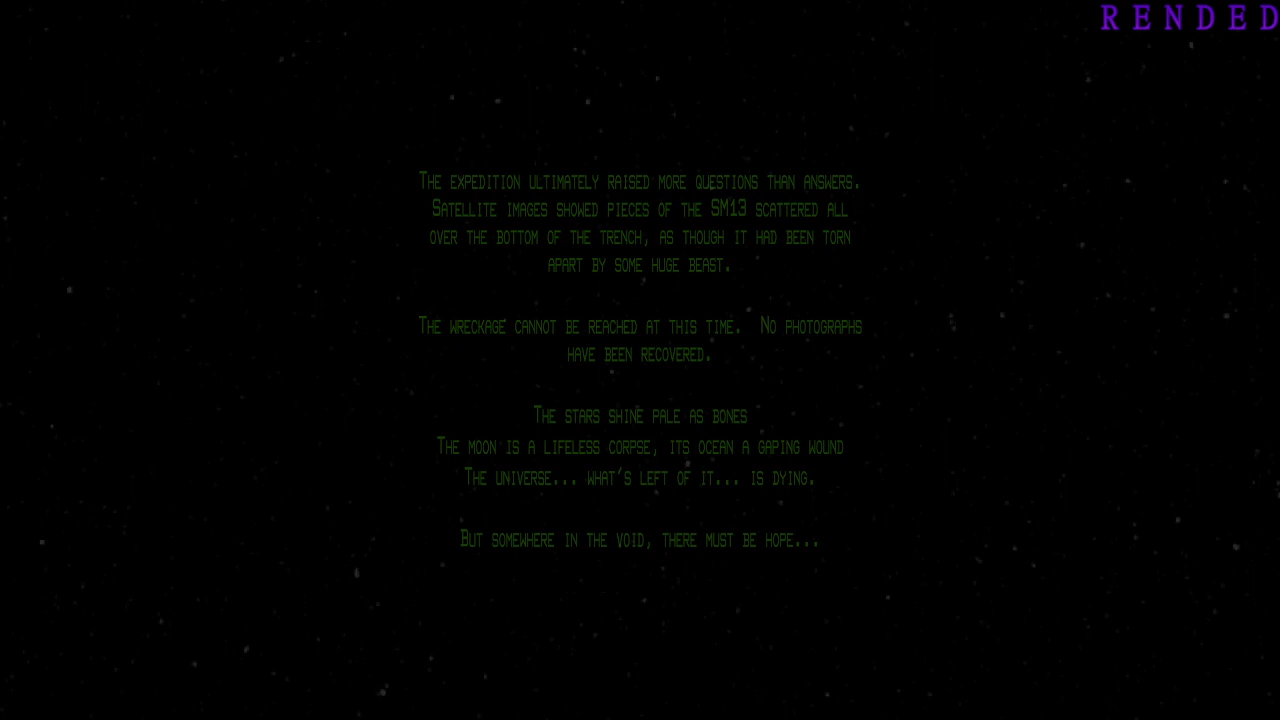 R E N D E D
The expedition ultimately raised more questions than answers.
Satellite images showed pieces of the SM13 scattered all
over the bottom of the trench, as though it had been torn
apart by some huge beast.
The wreckage cannot be reached at this time. No photographs
have been recovered.
The stars shine pale as bones
The moon is a lifeless corpse, its ocean a gaping wound
The universe... what's left of it... is dying.
But somewhere in the void, there must be hope...